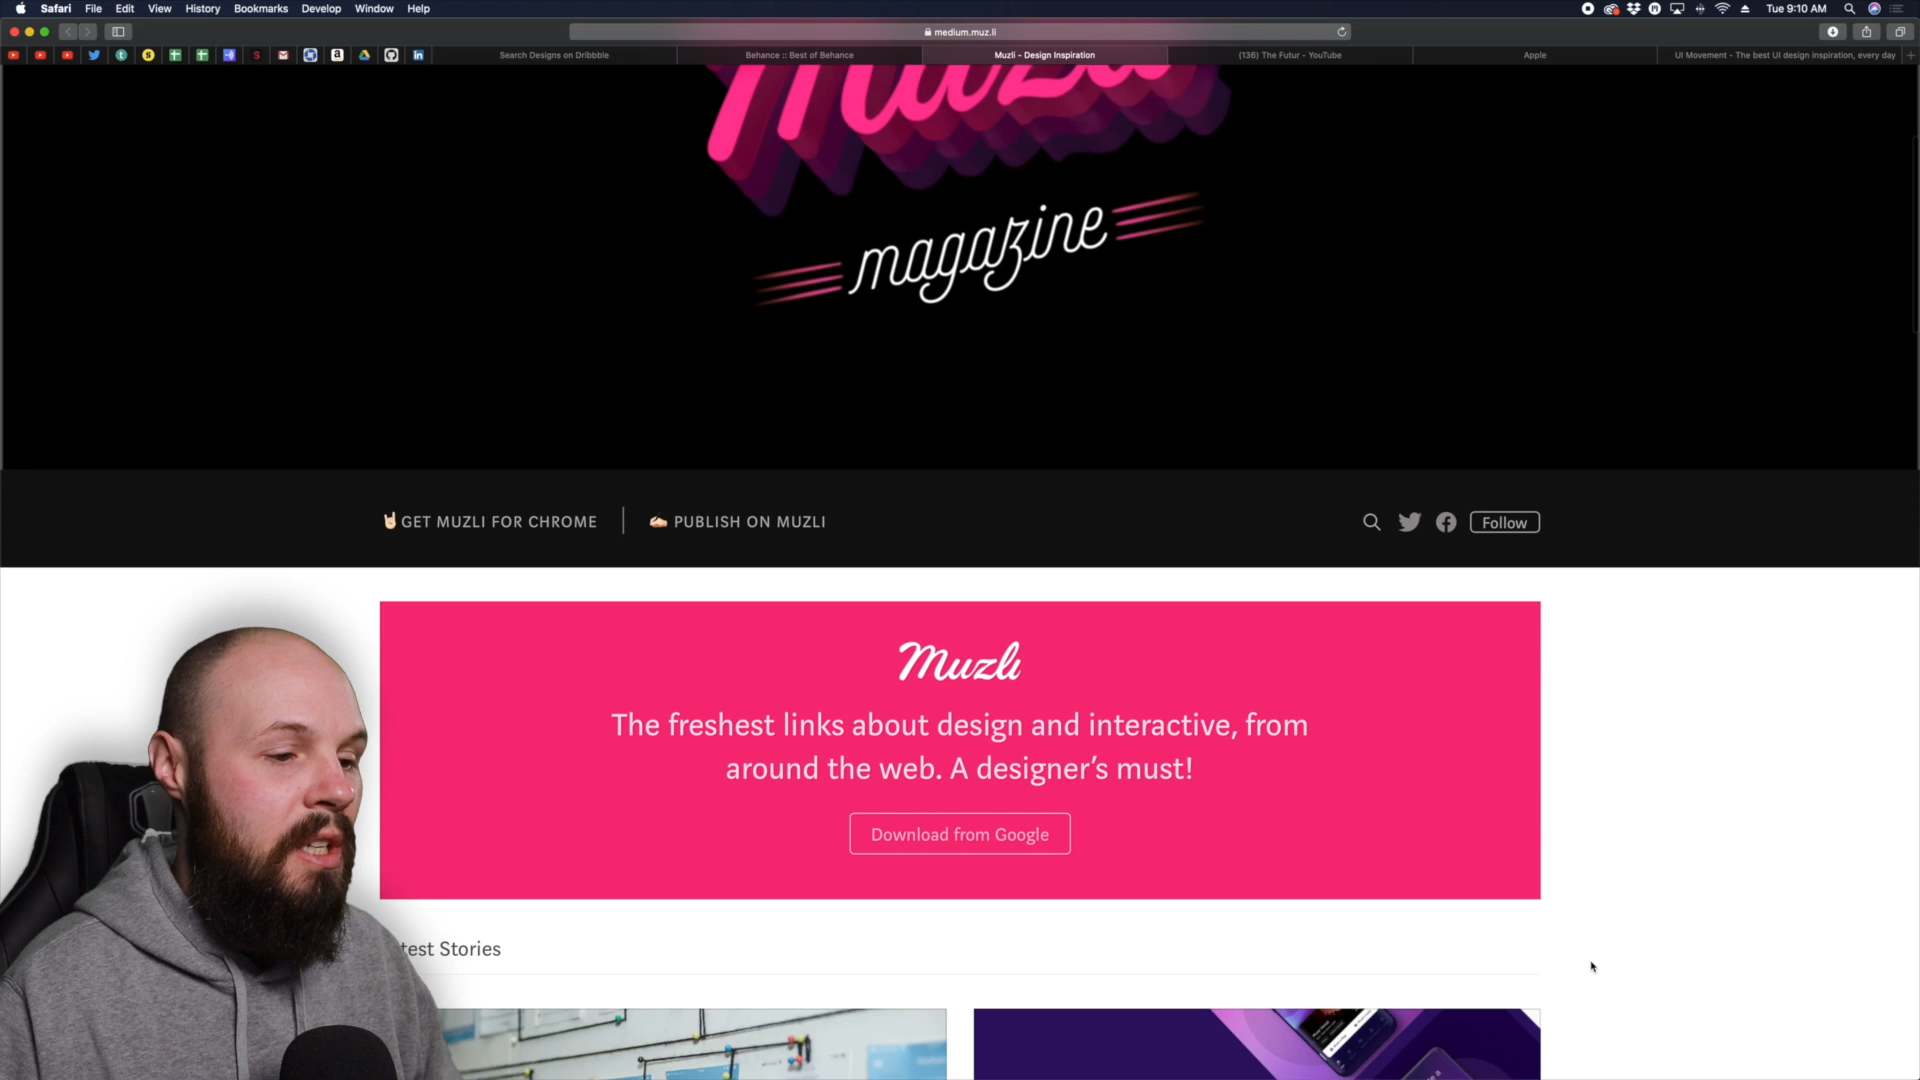 Safari File Edit View History Bookmarks Develop Window Help
Tue 9:10 AM
medium.muz.li
Search Designs on Dribbble
Behance :: Best of Behance
Muzli - Design Inspiration
(136) The Futur - YouTube
Apple
UI Movement - The best UI design inspiration, every day
Muzli
magazine
GET MUZLI FOR CHROME
PUBLISH ON MUZLI
Follow
Muzli
The freshest links about design and interactive, from
around the web. A designer’s must!
Download from Google
test Stories